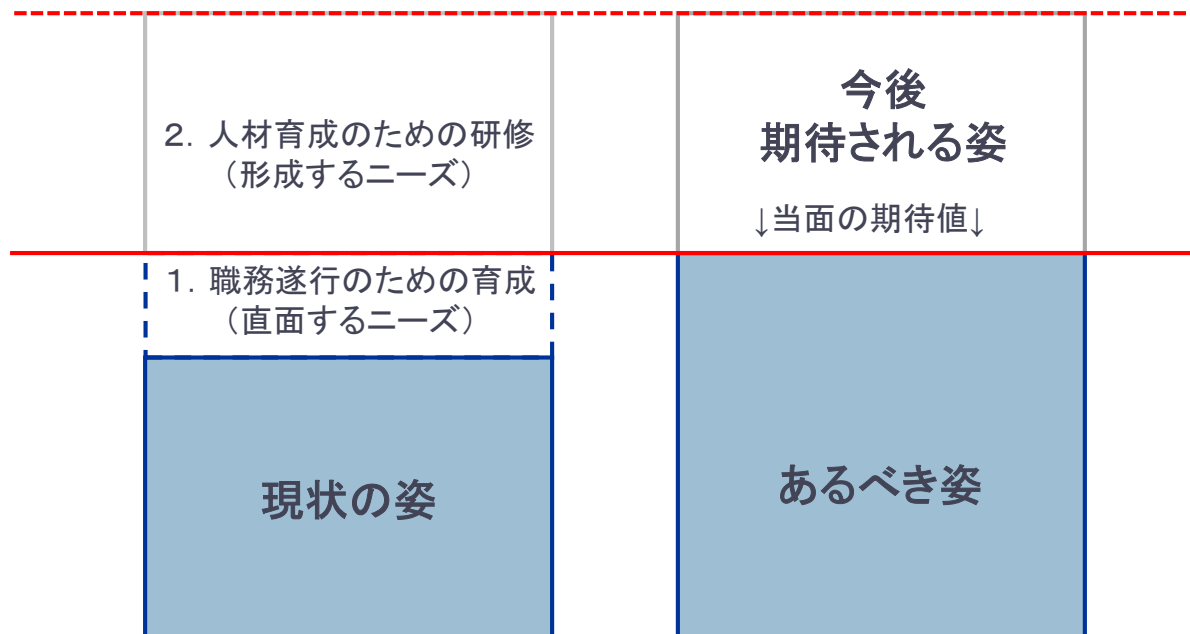 ２．人材育成のための研修
（形成するニーズ）
１．職務遂行のための育成
（直面するニーズ）
現状の姿
今後
期待される姿
↓当面の期待値↓
あるべき姿